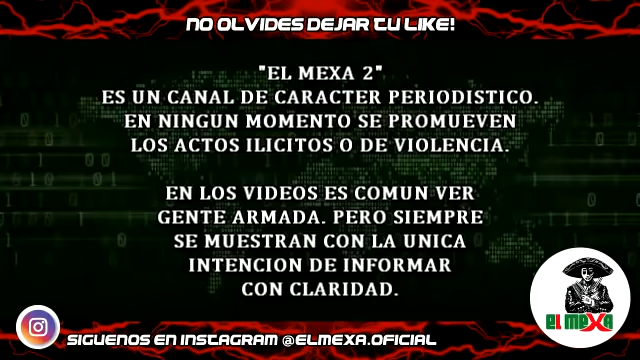 NO OLVIDES DEJAR TU LIKE!
"EL MEXA 2"
ES UN CANAL DE CARACTER PERIODISTICO.
EN NINGUN MOMENTO SE PROMUEVEN
LOS ACTOS ILICITOS O DE VIOLENCIA.
EN LOS VIDEOS ES COMUN VER
GENTE ARMADA. PERO SIEMPRE
SE MUESTRAN CON LA UNICA
INTENCION DE INFORMAR
CON CLARIDAD.
EL MEXA
SIGUENOS EN INSTAGRAM @ELMEXA.OFICIAL